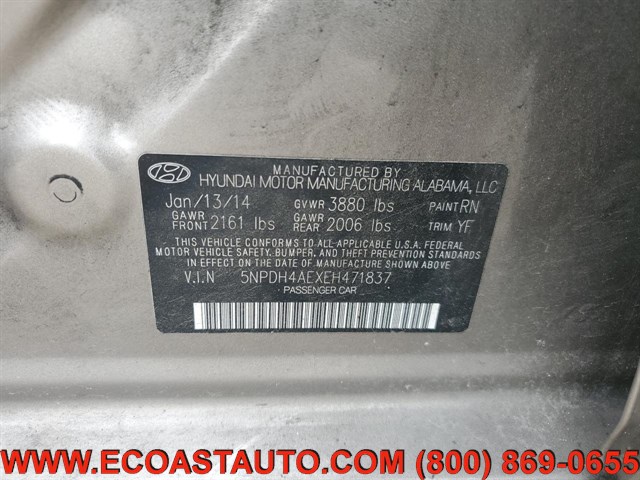 MANUFACTURED BY
HYUNDAI MOTOR MANUFACTURING ALABAMA, LLC
Jan/13/14 GVWR 3880 lbs PAINT RN
GAWR FRONT 2161 lbs GAWR REAR 2006 lbs TRIM YF
THIS VEHICLE CONFORMS TO ALL APPLICABLE U.S.A. FEDERAL
MOTOR VEHICLE SAFETY, BUMPER, AND THEFT PREVENTION
STANDARDS IN EFFECT ON THE DATE OF MANUFACTURE SHOWN ABOVE.
V.I.N 5NPDH4AEXEH471837
PASSENGER CAR
WWW.ECOASTAUTO.COM (800) 869-0655